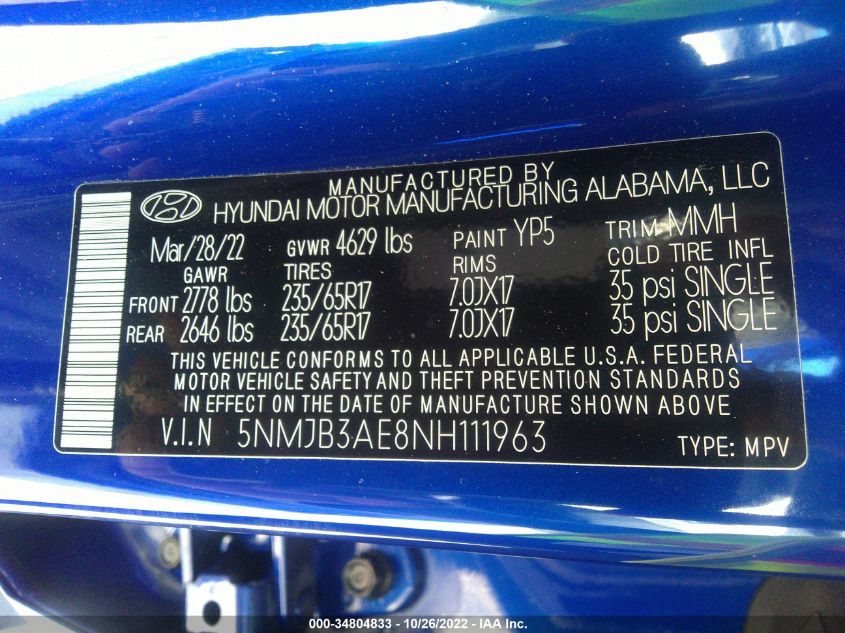 MANUFACTURED BY
HYUNDAI MOTOR MANUFACTURING ALABAMA, LLC
Mar/28/22 GVWR 4629 lbs PAINT YP5 TRIM MMH
GAWR TIRES RIMS COLD TIRE INFL
FRONT 2778 lbs 235/65R17 7.0JX17 35 psi SINGLE
REAR 2646 lbs 235/65R17 7.0JX17 35 psi SINGLE
THIS VEHICLE CONFORMS TO ALL APPLICABLE U.S.A. FEDERAL
MOTOR VEHICLE SAFETY AND THEFT PREVENTION STANDARDS
IN EFFECT ON THE DATE OF MANUFACTURE SHOWN ABOVE
V.I.N 5NMJB3AE8NH111963 TYPE: MPV
000-34804833 - 10/26/2022 - IAA Inc.